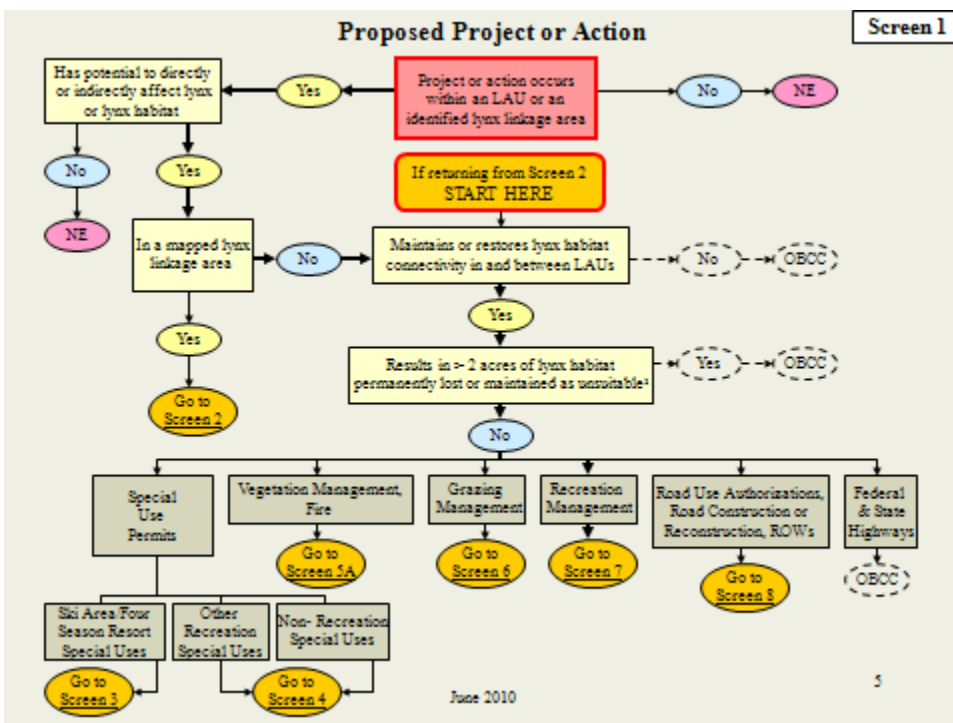 Proposed Project or Action
Screen 1
Has potential to directly
or indirectly affect lynx
or lynx habitat
Yes
Project or action occurs
within an LAU or an
identified lynx linkage area
No
NE
If returning from Screen 2
START HERE
No
Yes
NE
In a mapped lynx
linkage area
No
Maintains or restores lynx habitat
connectivity in and between LAUs
No
OBCC
Yes
Yes
Results in > 2 acres of lynx habitat
permanently lost or maintained as unsuitable²
Yes
OBCC
Go to
Screen 2
No
Special
Use
Permits
Vegetation Management,
Fire
Grazing
Management
Recreation
Management
Road Use Authorizations,
Road Construction or
Reconstruction, ROWs
Federal
& State
Highways
Go to
Screen 5A
Go to
Screen 6
Go to
Screen 7
Go to
Screen 8
OBCC
Ski Area/Four
Season Resort
Special Uses
Other
Recreation
Special Uses
Non- Recreation
Special Uses
Go to
Screen 3
Go to
Screen 4
June 2010
5